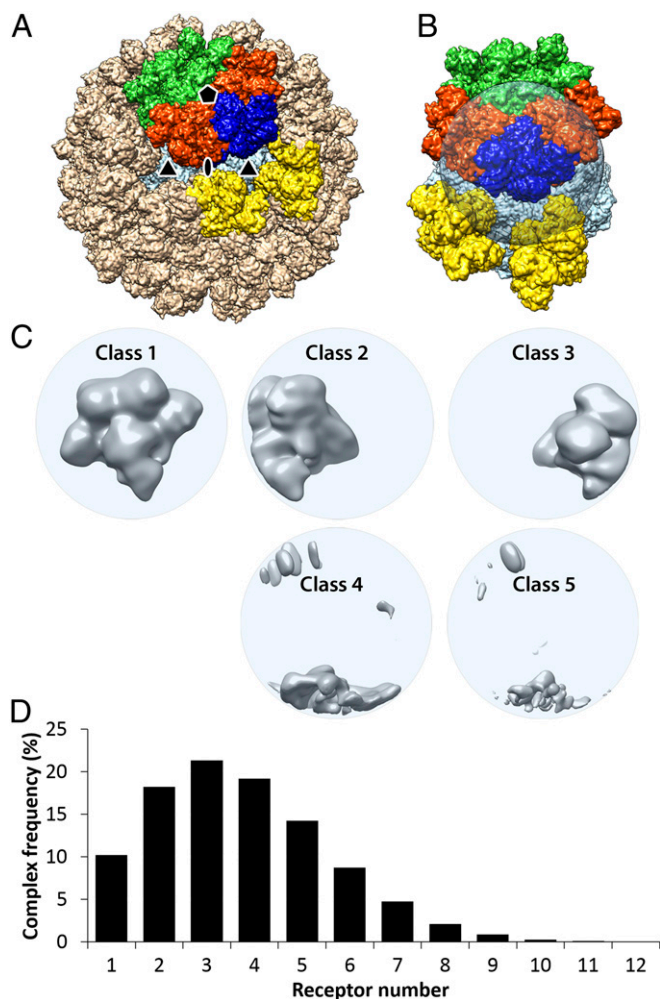 A
B
C
Class 1
Class 2
Class 3
Class 4
Class 5
D
Complex frequency (%)
25
20
15
10
5
0
1 2 3 4 5 6 7 8 9 10 11 12
Receptor number